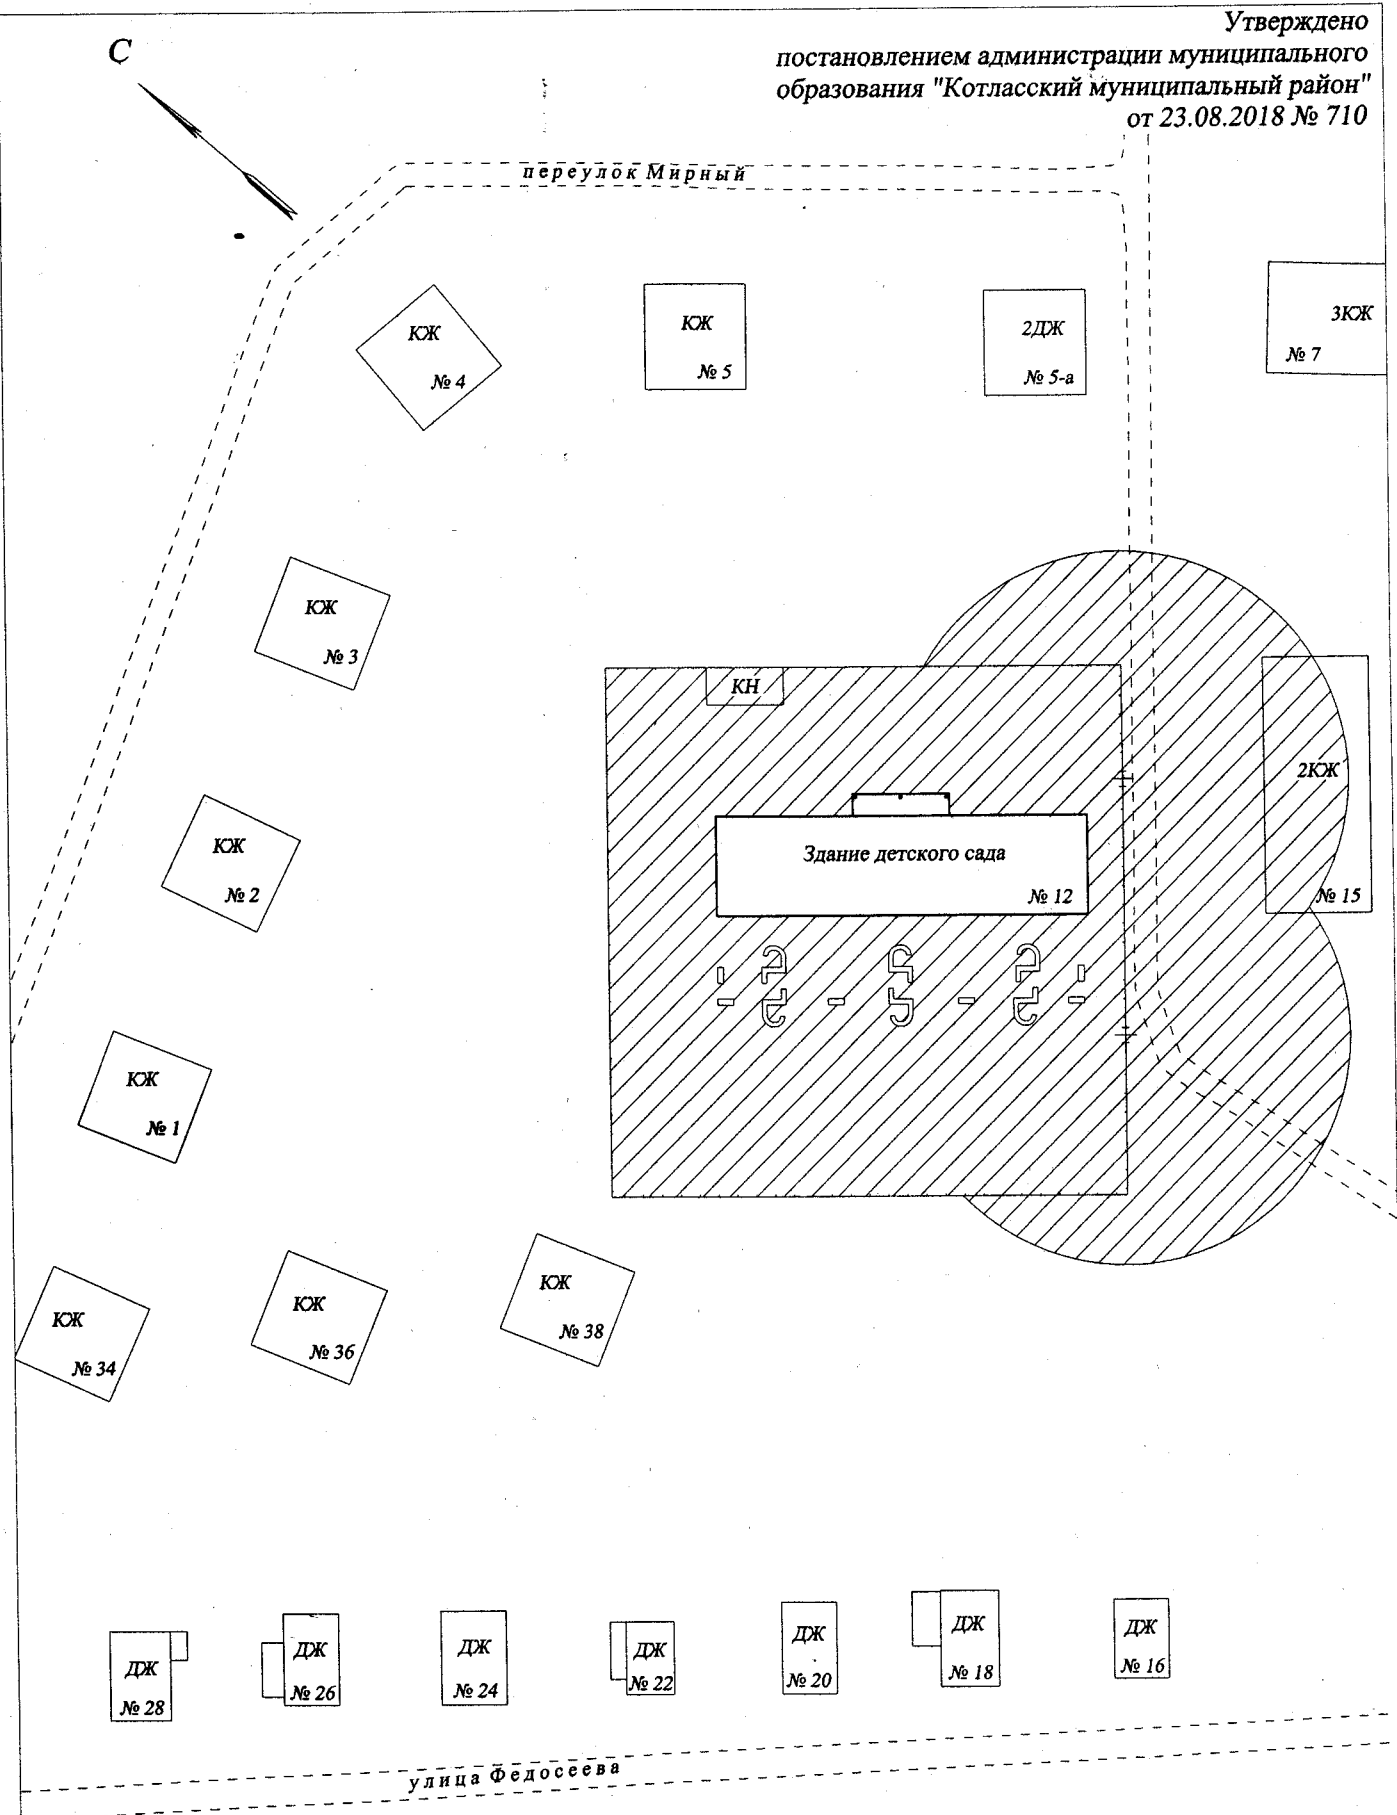 С
Утверждено
постановлением администрации муниципального
образования "Котласский муниципальный район"
от 23.08.2018 № 710
переулок Мирный
КЖ
№ 4
КЖ
№ 5
2ДЖ
№ 5-а
3КЖ
№ 7
КЖ
№ 3
КН
2КЖ
№ 15
Здание детского сада
№ 12
КЖ
№ 2
КЖ
№ 1
КЖ
№ 34
КЖ
№ 36
КЖ
№ 38
ДЖ
№ 28
ДЖ
№ 26
ДЖ
№ 24
ДЖ
№ 22
ДЖ
№ 20
ДЖ
№ 18
ДЖ
№ 16
улица Федосеева